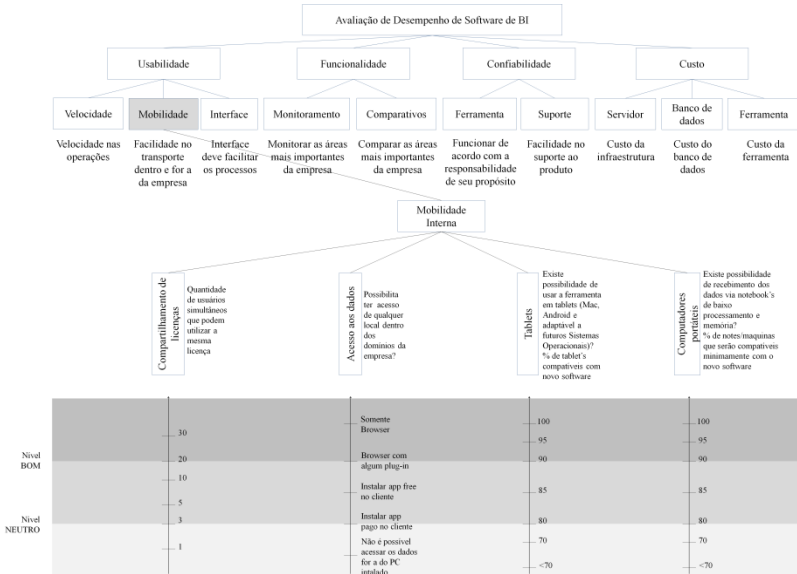 Avaliação de Desempenho de Software de BI
Usabilidade
Funcionalidade
Confiabilidade
Custo
Velocidade
Mobilidade
Interface
Monitoramento
Comparativos
Ferramenta
Suporte
Servidor
Banco de
dados
Ferramenta
Velocidade nas
operações
Facilidade no
transporte
dentro e for a
da empresa
Interface
deve facilitar
os processos
Monitorar as áreas
mais importantes
da empresa
Comparar as áreas
mais importantes
da empresa
Funcionar de
acordo com a
responsabilidade
de seu propósito
Facilidade no
suporte ao
produto
Custo da
infraestrutura
Custo do
banco de
dados
Custo da
ferramenta
Mobilidade
Interna
Compartilhamento de
licenças
Quantidade
de usuários
simultâneos
que podem
utilizar a
mesma
licença
Acesso aos dados
Possibilita
ter acesso
de qualquer
local dentro
dos
domínios da
empresa?
Tablets
Existe
possibilidade de
usar a ferramenta
em tablets (Mac,
Android e
adaptável a
futuros Sistemas
Operacionais)?
% de tablet's
compatíveis com
novo software
Computadores
portáteis
Existe possibilidade
de recebimento dos
dados via notebook's
de baixo
processamento e
memória?
% de notes/maquinas
que serão compatíveis
minimamente com o
novo software
Nível
BOM
Nível
NEUTRO
30
20
10
5
3
1
Somente
Browser
Browser com
algum plug-in
Instalar app free
no cliente
Instalar app
pago no cliente
Não é possível
acessar os dados
for a do PC
intalado
100
95
90
85
80
70
<70
100
95
90
85
80
70
<70